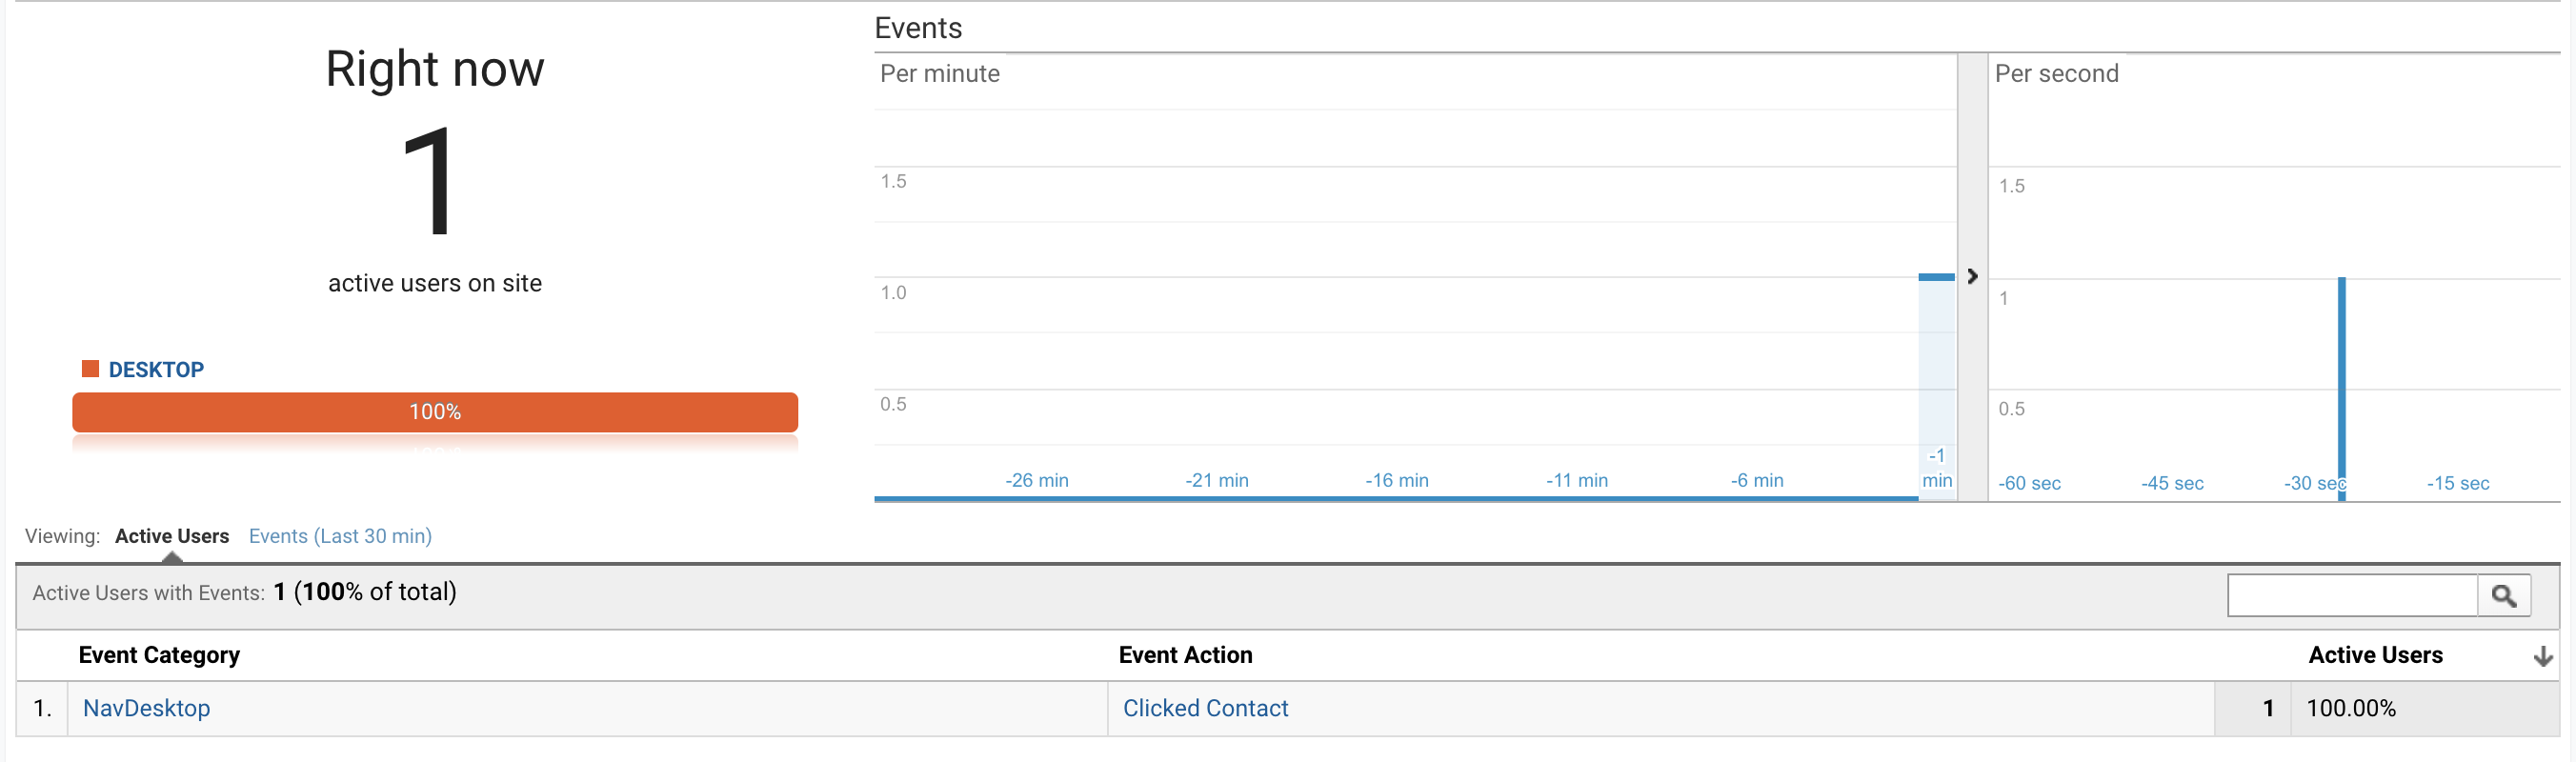 Right now
1
active users on site
DESKTOP
100%
Events
Per minute
1.5
1.0
0.5
-26 min
-21 min
-16 min
-11 min
-6 min
-1
min
Per second
1.5
1
0.5
-60 sec
-45 sec
-30 sec
-15 sec
Viewing: Active Users Events (Last 30 min)
Active Users with Events: 1 (100% of total)
Event Category Event Action Active Users
1. NavDesktop Clicked Contact 1 100.00%